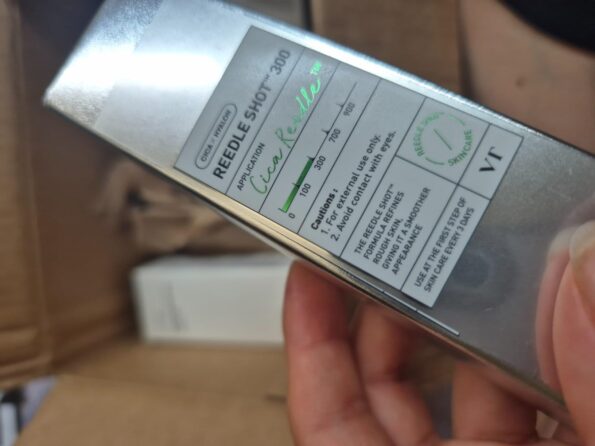 CICA × HYALON
REEDLE SHOT™ 300
APPLICATION
Cica Reedle™
0 100 300 700 900
Cautions :
1. For external use only.
2. Avoid contact with eyes.
THE REEDLE SHOT™
FORMULA REFINES
ROUGH SKIN,
GIVING IT A SMOOTHER
APPEARANCE
REEDLE SHOT
SKINCARE
VT
USE AT THE FIRST STEP OF
SKIN CARE EVERY 3 DAYS